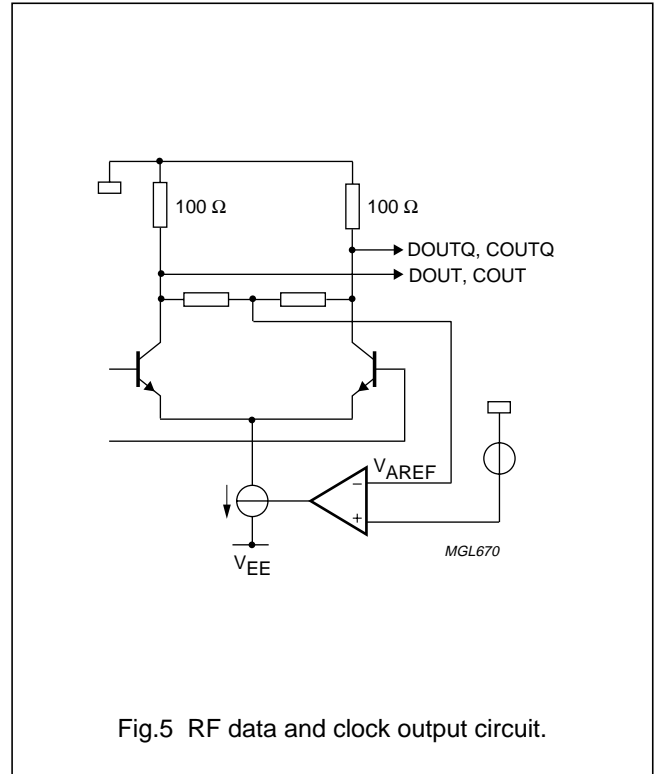 100 Ω 100 Ω
DOUTQ, COUTQ
DOUT, COUT
VAREF
−
+
VEE
MGL670
Fig.5 RF data and clock output circuit.